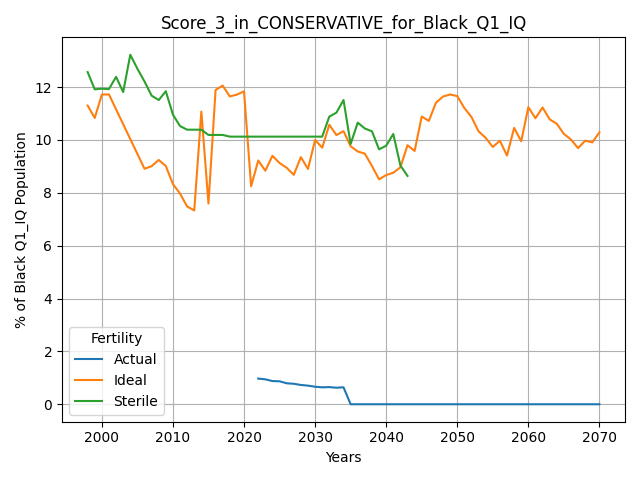 Score_3_in_CONSERVATIVE_for_Black_Q1_IQ
% of Black Q1_IQ Population
12
10
8
6
4
2
0
Fertility
Actual
Ideal
Sterile
2000 2010 2020 2030 2040 2050 2060 2070
Years